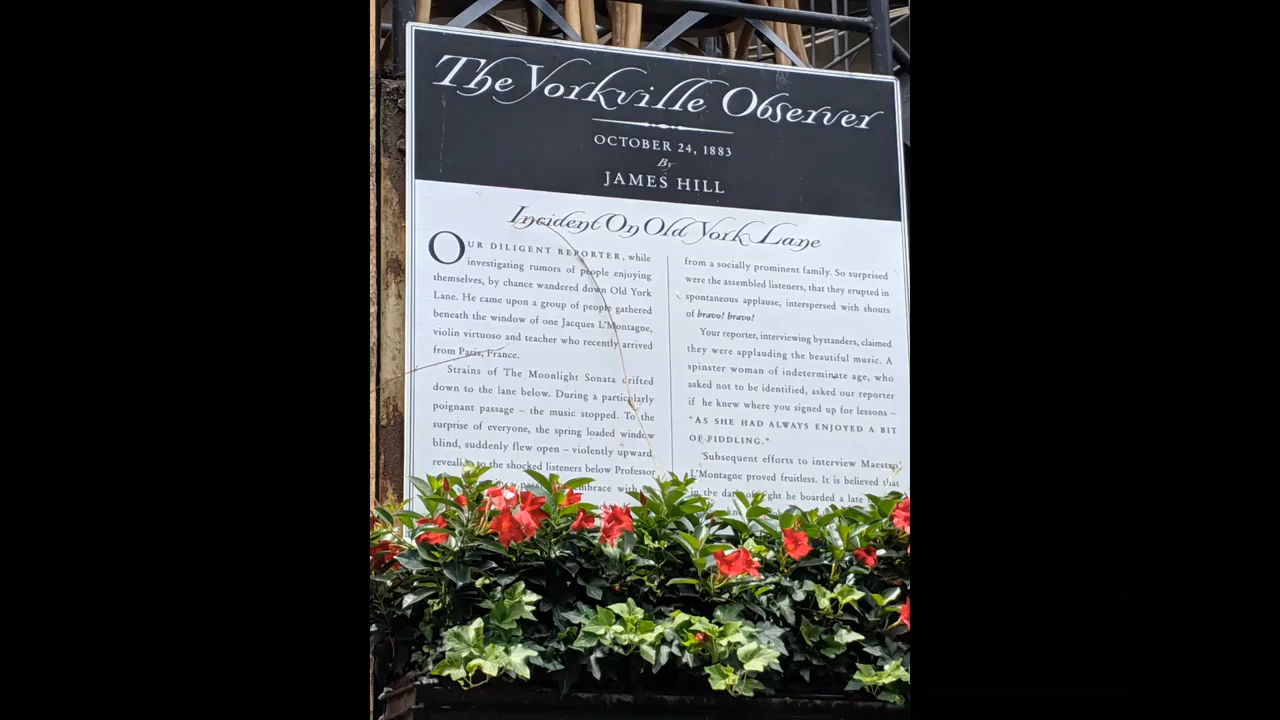 The Yorkville Observer
OCTOBER 24, 1883
By
JAMES HILL
Incident On Old York Lane
OUR DILIGENT REPORTER, while
investigating rumors of people enjoying
themselves, by chance wandered down Old York
Lane. He came upon a group of people gathered
beneath the window of one Jacques L'Montagne,
violin virtuoso and teacher who recently arrived
from Paris, France.
Strains of The Moonlight Sonata drifted
down to the lane below. During a particularly
poignant passage – the music stopped. To the
surprise of everyone, the spring loaded window
blind, suddenly flew open – violently upward
to the shocked listeners below Professor
embrace with
from a socially prominent family. So surprised
were the assembled listeners, that they erupted in
spontaneous applause, interspersed with shouts
of bravo! bravo!
Your reporter, interviewing bystanders, claimed
they were applauding the beautiful music. A
spinster woman of indeterminate age, who
asked not to be identified, asked our reporter
if he knew where you signed up for lessons –
"AS SHE HAD ALWAYS ENJOYED A BIT
OF FIDDLING."
Subsequent efforts to interview Maestro
L'Montagne proved fruitless. It is believed that
in the dark of he boarded a late